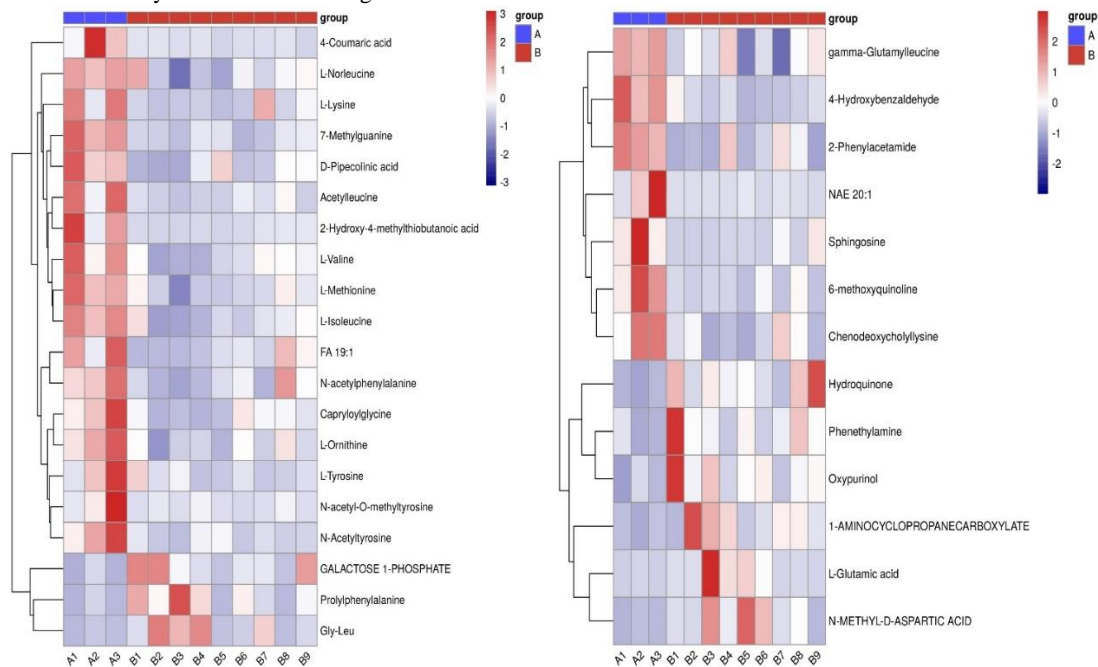 group
4-Coumaric acid
L-Norleucine
L-Lysine
7-Methylguanine
D-Pipecolinic acid
Acetylleucine
2-Hydroxy-4-methylthiobutanoic acid
L-Valine
L-Methionine
L-Isoleucine
FA 19:1
N-acetylphenylalanine
Capryloylglycine
L-Ornithine
L-Tyrosine
N-acetyl-O-methyltyrosine
N-Acetyltyrosine
GALACTOSE 1-PHOSPHATE
Prolylphenylalanine
Gly-Leu
A1 A2 A3 B1 B2 B3 B4 B5 B6 B7 B8 B9
3
2
1
0
-1
-2
-3
group
A
B
group
gamma-Glutamylleucine
4-Hydroxybenzaldehyde
2-Phenylacetamide
NAE 20:1
Sphingosine
6-methoxyquinoline
Chenodeoxycholyllysine
Hydroquinone
Phenethylamine
Oxypurinol
1-AMINOCYCLOPROPANECARBOXYLATE
L-Glutamic acid
N-METHYL-D-ASPARTIC ACID
A1 A2 A3 B1 B2 B3 B4 B5 B6 B7 B8 B9
2
1
0
-1
-2
group
A
B